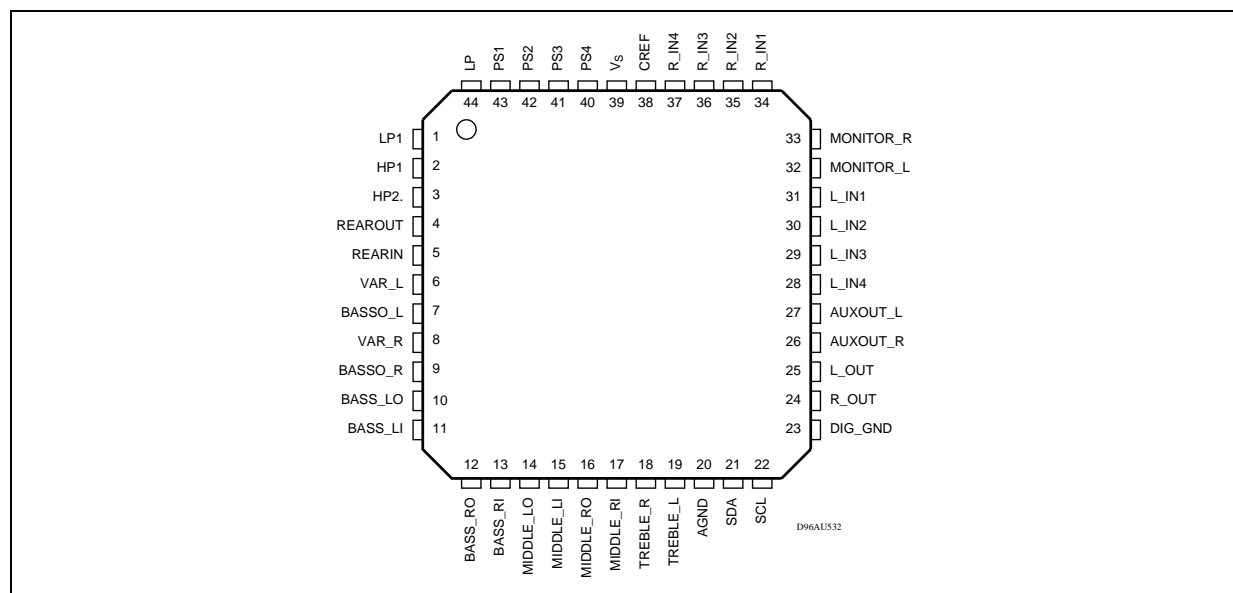 LP PS1 PS2 PS3 PS4 VS CREF R_IN4 R_IN3 R_IN2 R_IN1
44 43 42 41 40 39 38 37 36 35 34
LP1 1 33 MONITOR_R
HP1 2 32 MONITOR_L
HP2. 3 31 L_IN1
REAROUT 4 30 L_IN2
REARIN 5 29 L_IN3
VAR_L 6 28 L_IN4
BASSO_L 7 27 AUXOUT_L
VAR_R 8 26 AUXOUT_R
BASSO_R 9 25 L_OUT
BASS_LO 10 24 R_OUT
BASS_LI 11 23 DIG_GND
12 13 14 15 16 17 18 19 20 21 22
BASS_RO BASS_RI MIDDLE_LO MIDDLE_LI MIDDLE_RO MIDDLE_RI TREBLE_R TREBLE_L AGND SDA SCL
D96AU532